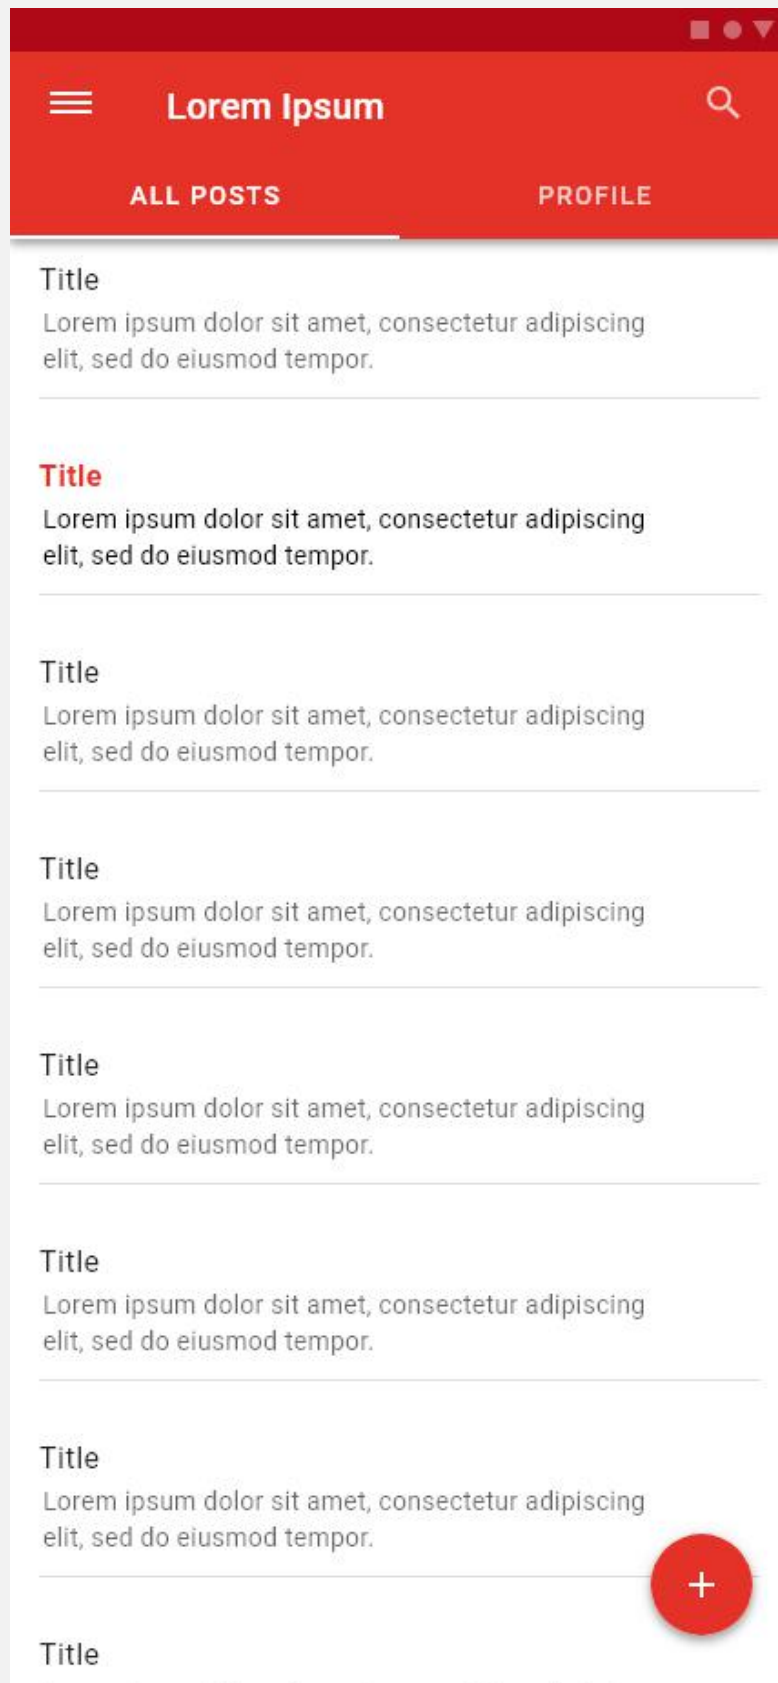 Lorem Ipsum
ALL POSTS PROFILE
Title
Lorem ipsum dolor sit amet, consectetur adipiscing
elit, sed do eiusmod tempor.
Title
Lorem ipsum dolor sit amet, consectetur adipiscing
elit, sed do eiusmod tempor.
Title
Lorem ipsum dolor sit amet, consectetur adipiscing
elit, sed do eiusmod tempor.
Title
Lorem ipsum dolor sit amet, consectetur adipiscing
elit, sed do eiusmod tempor.
Title
Lorem ipsum dolor sit amet, consectetur adipiscing
elit, sed do eiusmod tempor.
Title
Lorem ipsum dolor sit amet, consectetur adipiscing
elit, sed do eiusmod tempor.
Title
Lorem ipsum dolor sit amet, consectetur adipiscing
elit, sed do eiusmod tempor.
Title